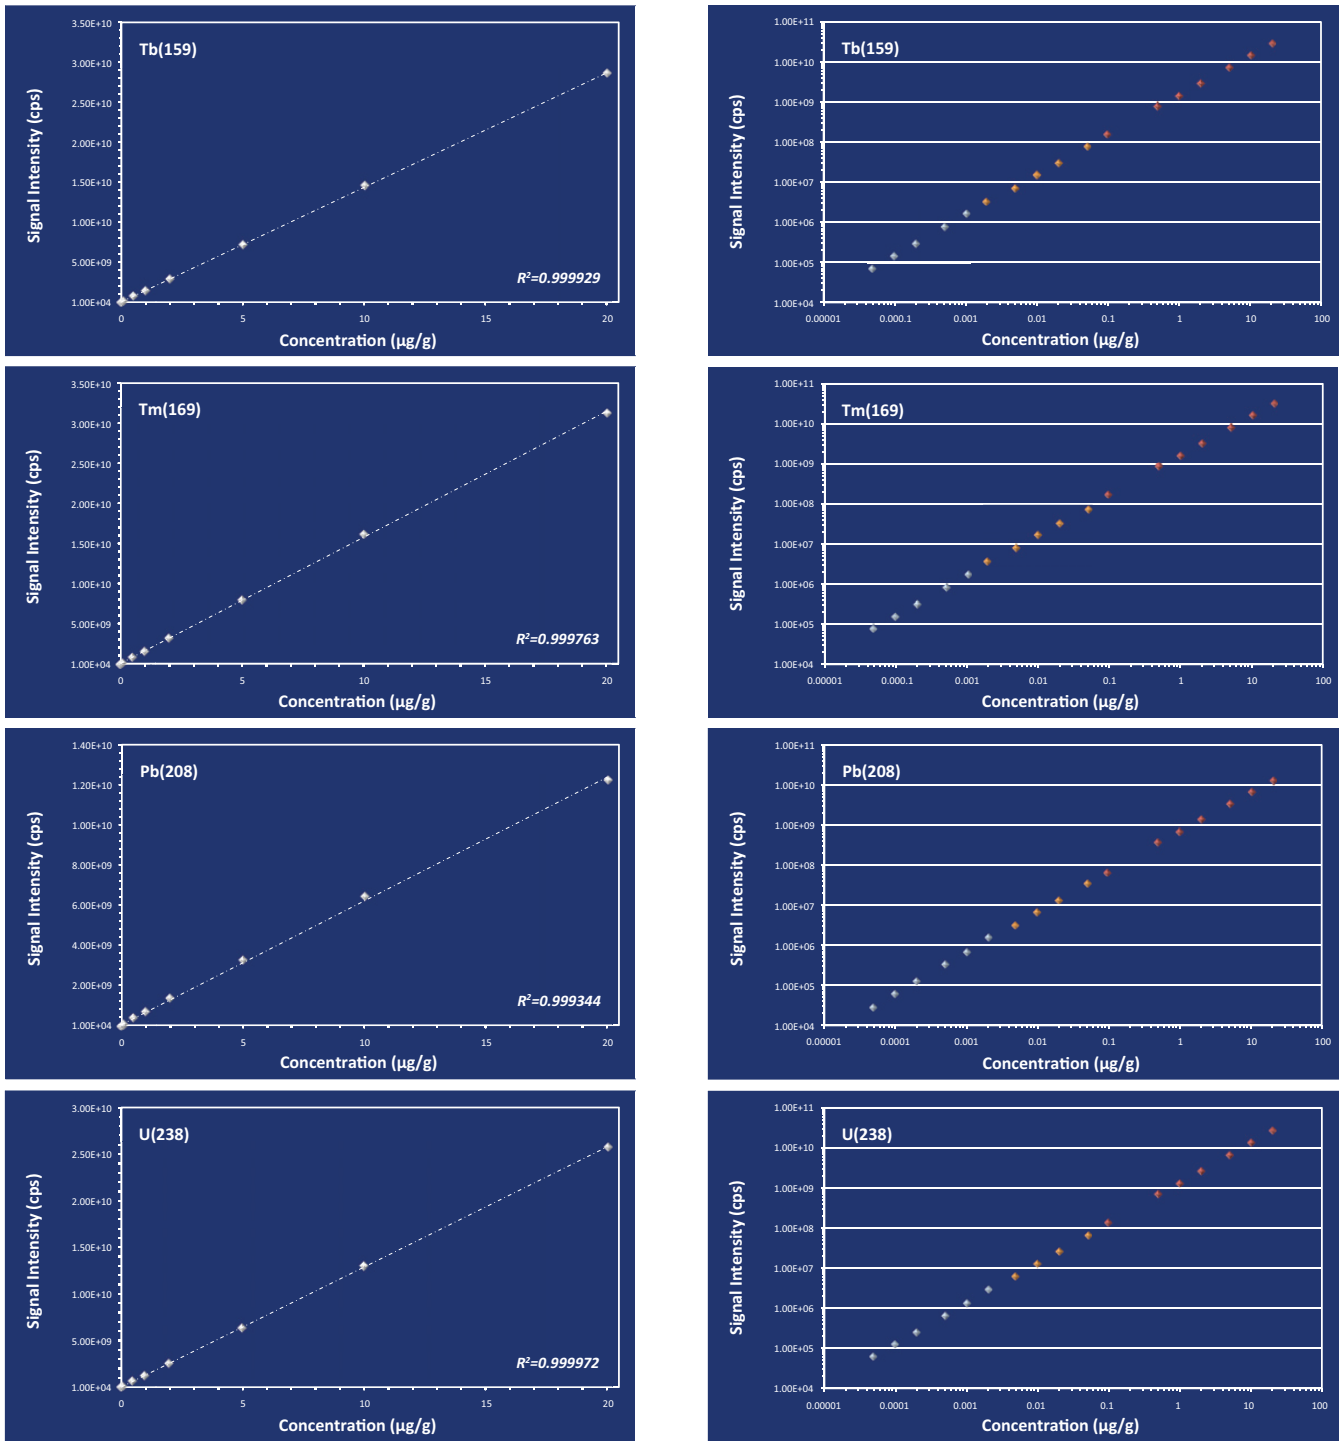 Tb(159)
Signal Intensity (cps)
3.50E+10
3.00E+10
2.50E+10
2.00E+10
1.50E+10
1.00E+10
5.00E+09
1.00E+04
R²=0.999929
0 5 10 15 20
Concentration (µg/g)
Tb(159)
Signal Intensity (cps)
1.00E+11
1.00E+10
1.00E+09
1.00E+08
1.00E+07
1.00E+06
1.00E+05
1.00E+04
0.00001 0.000.1 0.001 0.01 0.1 1 10 100
Concentration (µg/g)
Tm(169)
Signal Intensity (cps)
3.50E+10
3.00E+10
2.50E+10
2.00E+10
1.50E+10
1.00E+10
5.00E+09
1.00E+04
R²=0.999763
0 5 10 15 20
Concentration (µg/g)
Tm(169)
Signal Intensity (cps)
1.00E+11
1.00E+10
1.00E+09
1.00E+08
1.00E+07
1.00E+06
1.00E+05
1.00E+04
0.00001 0.000.1 0.001 0.01 0.1 1 10 100
Concentration (µg/g)
Pb(208)
Signal Intensity (cps)
1.40E+10
1.20E+10
1.00E+10
8.00E+09
6.00E+09
4.00E+09
2.00E+09
1.00E+04
R²=0.999344
0 5 10 15 20
Concentration (µg/g)
Pb(208)
Signal Intensity (cps)
1.00E+11
1.00E+10
1.00E+09
1.00E+08
1.00E+07
1.00E+06
1.00E+05
1.00E+04
0.00001 0.0001 0.001 0.01 0.1 1 10 100
Concentration (µg/g)
U(238)
Signal Intensity (cps)
3.00E+10
2.50E+10
2.00E+10
1.50E+10
1.00E+10
5.00E+09
1.00E+04
R²=0.999972
0 5 10 15 20
Concentration (µg/g)
U(238)
Signal Intensity (cps)
1.00E+11
1.00E+10
1.00E+09
1.00E+08
1.00E+07
1.00E+06
1.00E+05
1.00E+04
0.00001 0.000.1 0.001 0.01 0.1 1 10 100
Concentration (µg/g)